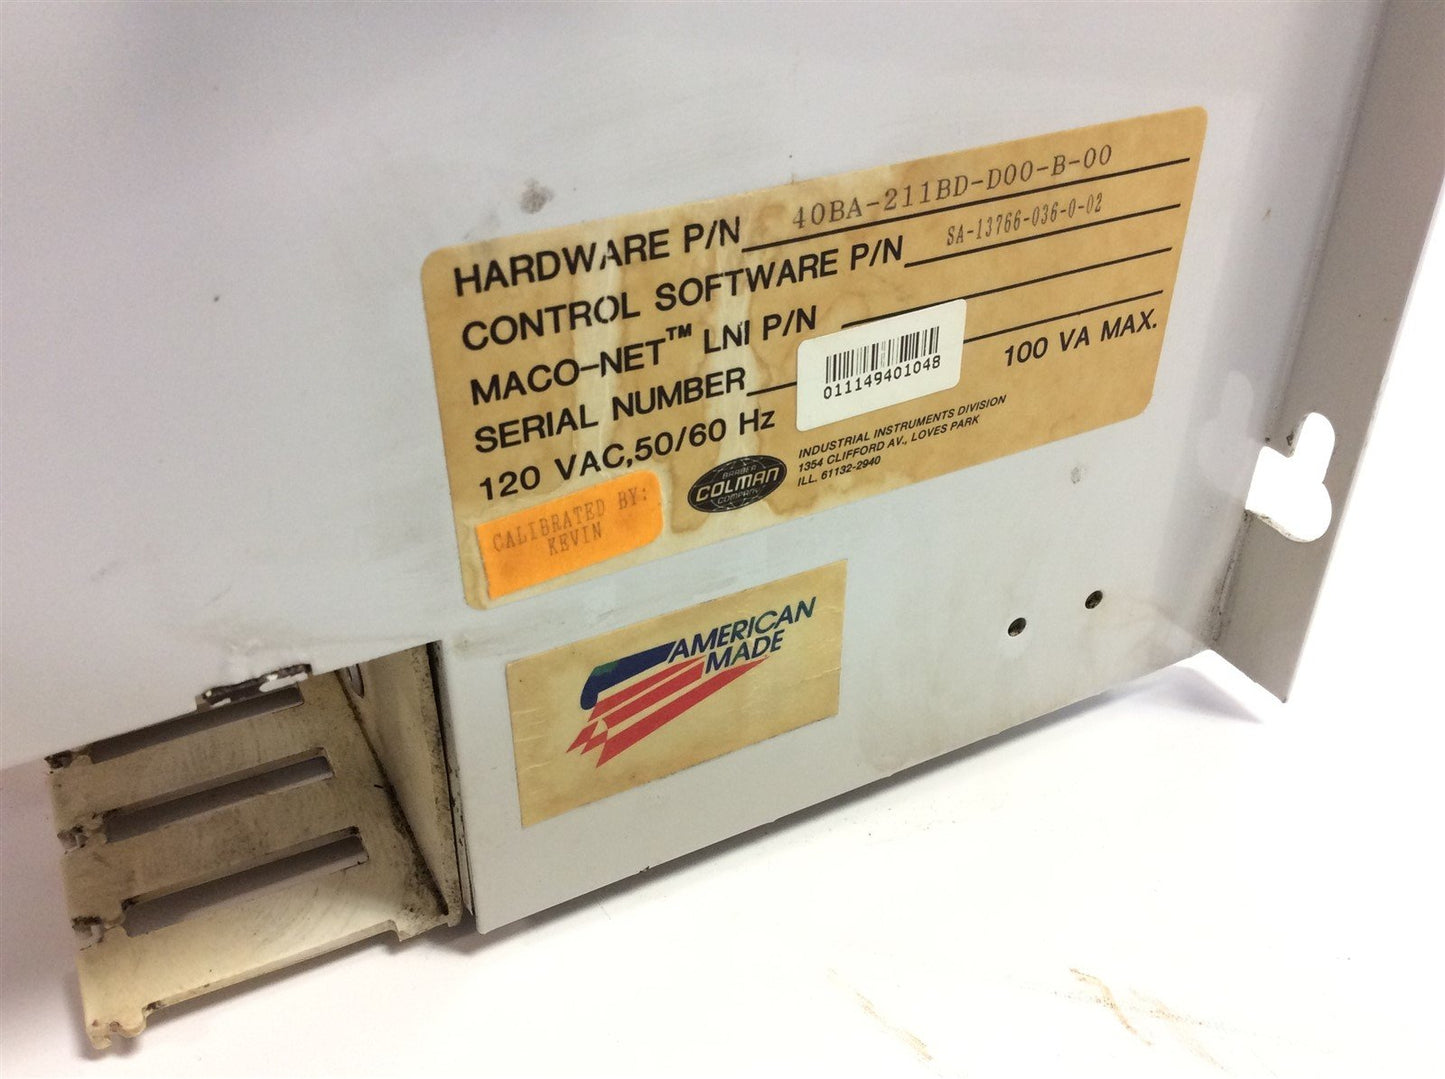 HARDWARE P/N 40BA-211BD-D00-B-00
CONTROL SOFTWARE P/N SA-13766-036-0-02
MACO-NET™ LNI P/N
SERIAL NUMBER 011149401048
120 VAC,50/60 Hz 100 VA MAX.
BARBER
COLMAN
COMPANY
INDUSTRIAL INSTRUMENTS DIVISION
1354 CLIFFORD AV., LOVES PARK
ILL. 61132-2940
CALIBRATED BY:
KEVIN
AMERICAN
MADE